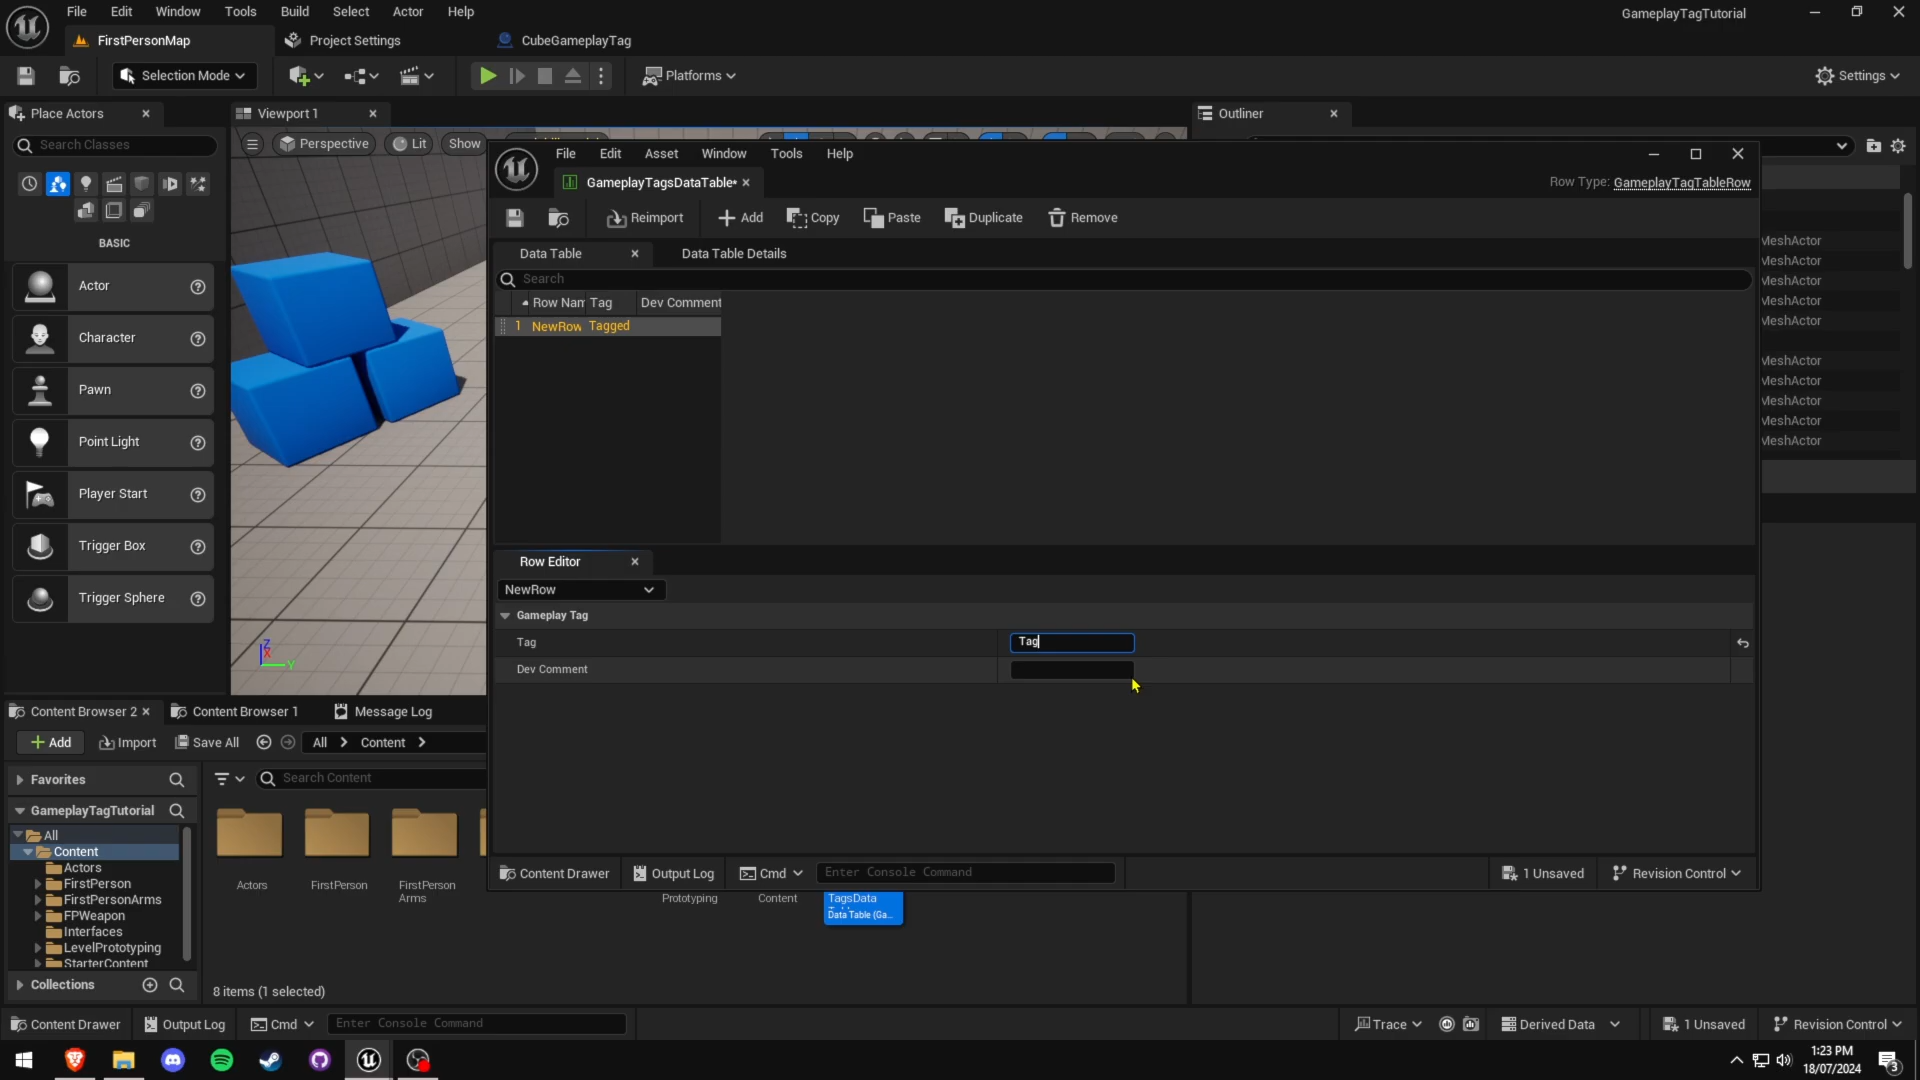 File Edit Window Tools Build Select Actor Help
GameplayTagTutorial
FirstPersonMap
Project Settings
CubeGameplayTag
Selection Mode
Platforms
Settings
Place Actors
Viewport 1
Outliner
Search Classes
Perspective
Lit
Show
File Edit Asset Window Tools Help
GameplayTagsDataTable*
Row Type: GameplayTagTableRow
Reimport
Add
Copy
Paste
Duplicate
Remove
BASIC
Data Table
Data Table Details
Search
Row Nam
Tag
Dev Comment
1 NewRow Tagged
Actor
Character
Pawn
Point Light
Player Start
Trigger Box
Trigger Sphere
MeshActor
MeshActor
MeshActor
MeshActor
MeshActor
MeshActor
MeshActor
MeshActor
MeshActor
MeshActor
Row Editor
NewRow
Gameplay Tag
Tag
Tag
Dev Comment
Z
X
Y
Content Browser 2
Content Browser 1
Message Log
Add
Import
Save All
All
Content
Favorites
Search Content
GameplayTagTutorial
All
Content
Actors
FirstPerson
FirstPersonArms
FPWeapon
Interfaces
LevelPrototyping
StarterContent
Collections
Actors
FirstPerson
FirstPerson
Arms
Prototyping
Content
TagsData
Data Table (Ga...
8 items (1 selected)
Content Drawer
Output Log
Cmd
Enter Console Command
1 Unsaved
Revision Control
Content Drawer
Output Log
Cmd
Enter Console Command
Trace
Derived Data
1 Unsaved
Revision Control
1:23 PM
18/07/2024
3